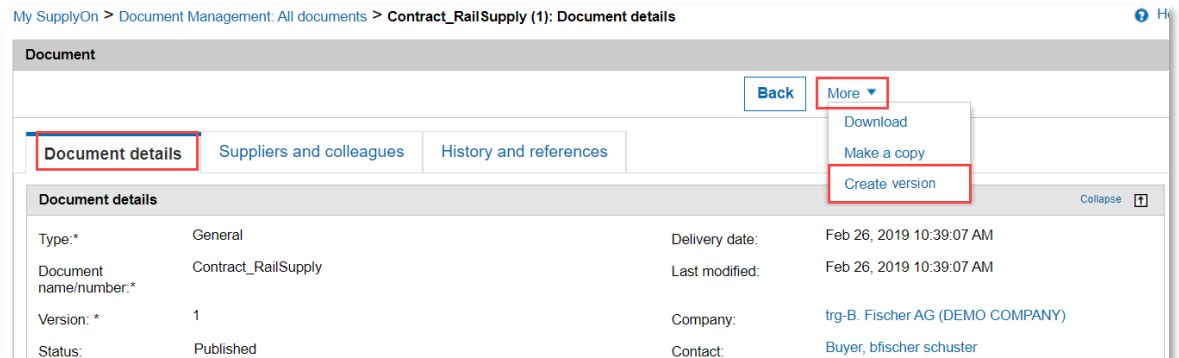 My SupplyOn > Document Management: All documents > Contract_RailSupply (1): Document details
Document
Back More
Download
Make a copy
Create version
Document details Suppliers and colleagues History and references
Document details Collapse
Type:* General Delivery date: Feb 26, 2019 10:39:07 AM
Document name/number:* Contract_RailSupply Last modified: Feb 26, 2019 10:39:07 AM
Version: * 1 Company: trg-B. Fischer AG (DEMO COMPANY)
Status: Published Contact: Buyer, bfischer schuster